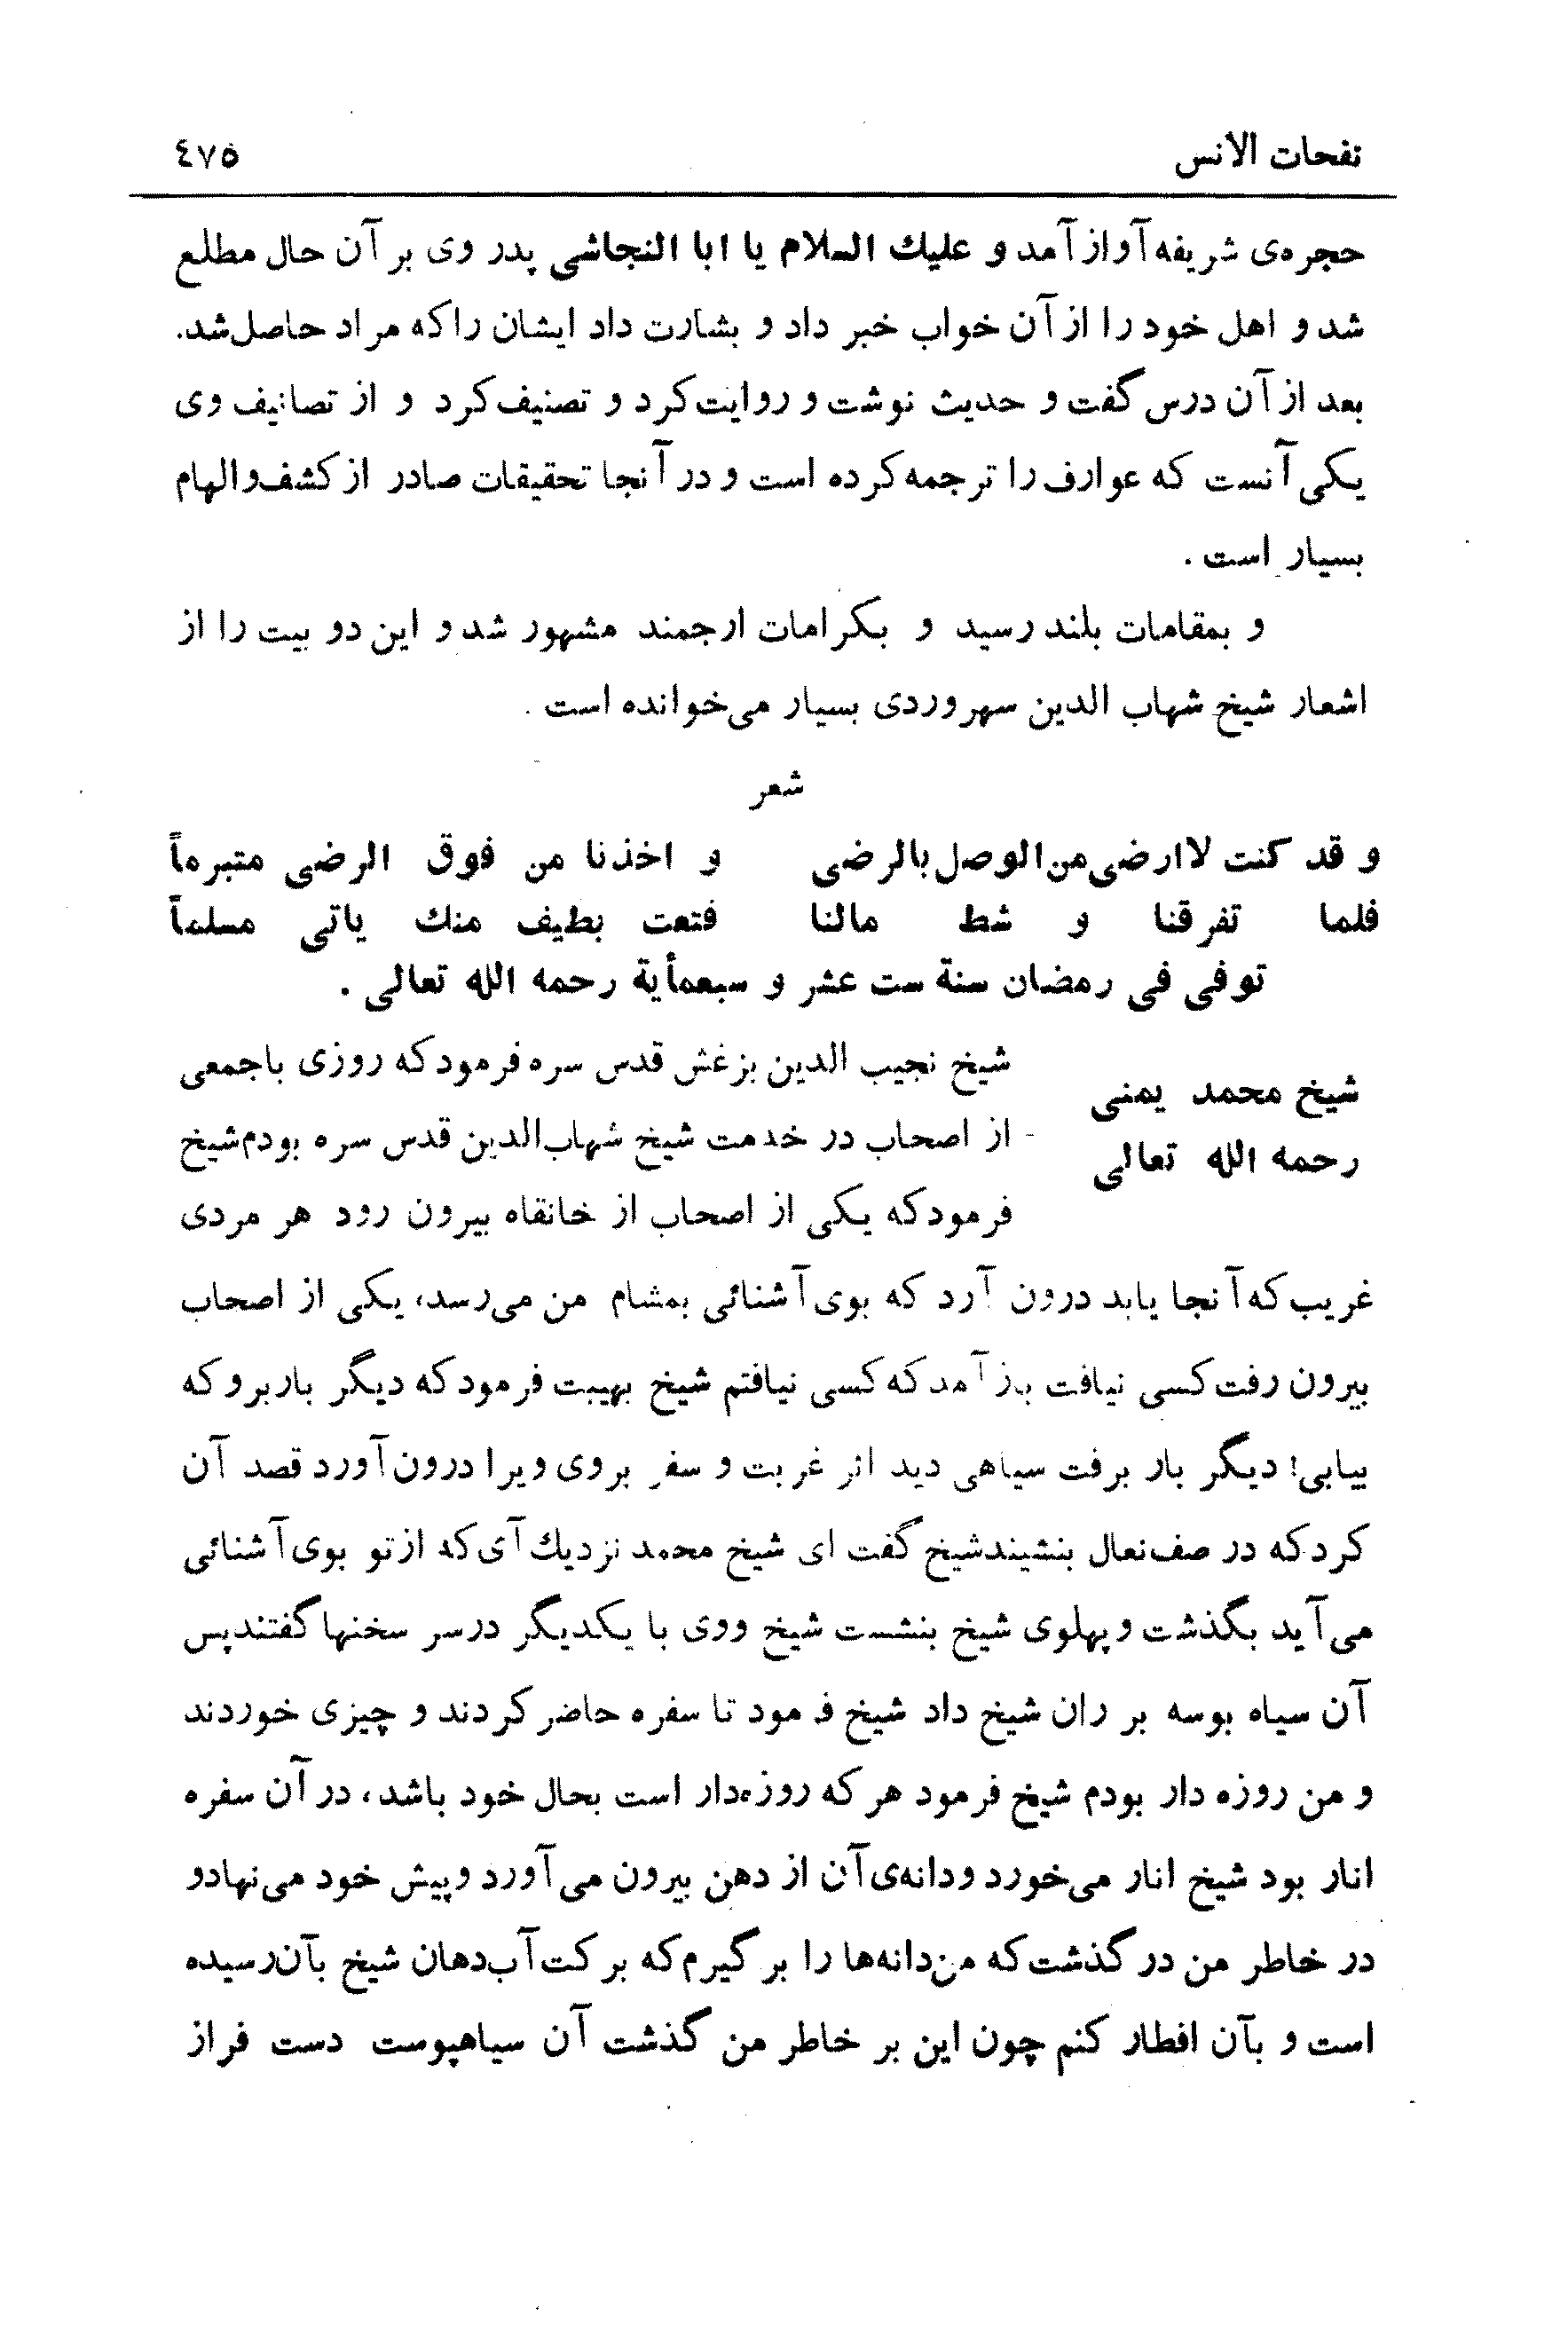 نفحات الانس ٤٧٥
حجره‌ی شریفه آواز آمد و علیك السلام یا ابا النجاشی پدر وی بر آن حال مطلع
شد و اهل خود را از آن خواب خبر داد و بشارت داد ایشان را که مراد حاصل شد.
بعد از آن درس گفت و حدیث نوشت و روایت کرد و تصنیف کرد و از تصانیف وی
یکی آنست که عوارف را ترجمه کرده است و در آنجا تحقیقات صادر از کشف و الهام
بسیار است .
و بمقامات بلند رسید و بکرامات ارجمند مشهور شد و این دو بیت را از
اشعار شیخ شهاب الدین سهروردی بسیار می‌خوانده است .
شعر
و قد كنت لا ارضی من الوصل بالرضی و اخذنا من فوق الرضی متبرماً
فلما تفرقنا و شط مالنا فتعت بطیف منك یاتی مسلماً
توفی فی رمضان سنة ست عشر و سبعمأیة رحمه الله تعالی .
شیخ محمد یمنی
رحمه الله تعالی
شیخ نجیب الدین بزغش قدس سره فرمود که روزی باجمعی
از اصحاب در خدمت شیخ شهاب‌الدین قدس سره بودم شیخ
فرمود که یکی از اصحاب از خانقاه بیرون رود هر مردی
غریب که آنجا یابد درون آرد که بوی آشنائی بمشام من می‌رسد، یکی از اصحاب
بیرون رفت کسی نیافت باز آمد که کسی نیافتم شیخ بهیبت فرمود که دیگر بار برو که
بیابی! دیگر بار برفت سیاهی دید اثر غربت و سفر بروی ویرا درون آورد قصد آن
کرد که در صف نعال بنشیند شیخ گفت ای شیخ محمد نزدیك آی که از تو بوی آشنائی
می‌آید بگذشت و پهلوی شیخ بنشست شیخ و وی با یکدیگر در سر سخنها گفتند پس
آن سیاه بوسه بر ران شیخ داد شیخ ف مود تا سفره حاضر کردند و چیزی خوردند
و من روزه دار بودم شیخ فرمود هر که روزه‌دار است بحال خود باشد، در آن سفره
انار بود شیخ انار می‌خورد و دانه‌ی آن از دهن بیرون می‌آورد و پیش خود می‌نهاد و
در خاطر من در گذشت که من دانه‌ها را بر گیرم که برکت آب دهان شیخ بآن رسیده
است و بآن افطار کنم چون این بر خاطر من گذشت آن سیاهپوست دست فراز